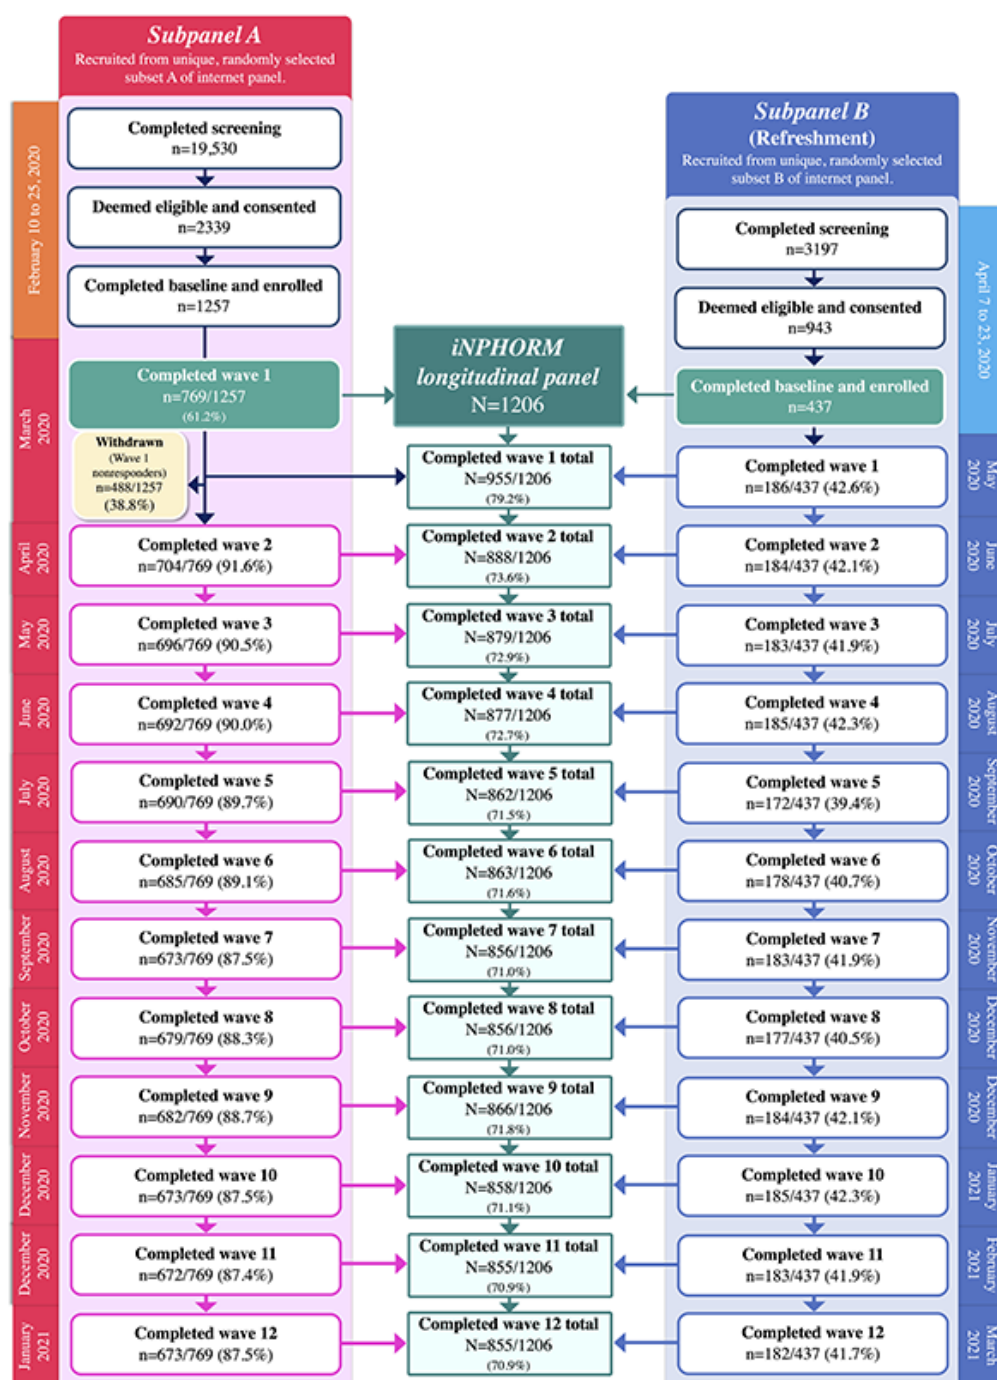 Subpanel A
Recruited from unique, randomly selected
subset A of internet panel.
February 10 to 25, 2020
Completed screening
n=19,530
Deemed eligible and consented
n=2339
Completed baseline and enrolled
n=1257
March
2020
Completed wave 1
n=769/1257
(61.2%)
Withdrawn
(Wave 1
nonresponders)
n=488/1257
(38.8%)
April
2020
Completed wave 2
n=704/769 (91.6%)
May
2020
Completed wave 3
n=696/769 (90.5%)
June
2020
Completed wave 4
n=692/769 (90.0%)
July
2020
Completed wave 5
n=690/769 (89.7%)
August
2020
Completed wave 6
n=685/769 (89.1%)
September
2020
Completed wave 7
n=673/769 (87.5%)
October
2020
Completed wave 8
n=679/769 (88.3%)
November
2020
Completed wave 9
n=682/769 (88.7%)
December
2020
Completed wave 10
n=673/769 (87.5%)
December
2020
Completed wave 11
n=672/769 (87.4%)
January
2021
Completed wave 12
n=673/769 (87.5%)
iNPHORM
longitudinal panel
N=1206
Completed wave 1 total
N=955/1206
(79.2%)
Completed wave 2 total
N=888/1206
(73.6%)
Completed wave 3 total
N=879/1206
(72.9%)
Completed wave 4 total
N=877/1206
(72.7%)
Completed wave 5 total
N=862/1206
(71.5%)
Completed wave 6 total
N=863/1206
(71.6%)
Completed wave 7 total
N=856/1206
(71.0%)
Completed wave 8 total
N=856/1206
(71.0%)
Completed wave 9 total
N=866/1206
(71.8%)
Completed wave 10 total
N=858/1206
(71.1%)
Completed wave 11 total
N=855/1206
(70.9%)
Completed wave 12 total
N=855/1206
(70.9%)
Subpanel B
(Refreshment)
Recruited from unique, randomly selected
subset B of internet panel.
Completed screening
n=3197
Deemed eligible and consented
n=943
Completed baseline and enrolled
n=437
April 7 to 23, 2020
Completed wave 1
n=186/437 (42.6%)
May
2020
Completed wave 2
n=184/437 (42.1%)
June
2020
Completed wave 3
n=183/437 (41.9%)
July
2020
Completed wave 4
n=185/437 (42.3%)
August
2020
Completed wave 5
n=172/437 (39.4%)
September
2020
Completed wave 6
n=178/437 (40.7%)
October
2020
Completed wave 7
n=183/437 (41.9%)
November
2020
Completed wave 8
n=177/437 (40.5%)
December
2020
Completed wave 9
n=184/437 (42.1%)
December
2020
Completed wave 10
n=185/437 (42.3%)
January
2021
Completed wave 11
n=183/437 (41.9%)
February
2021
Completed wave 12
n=182/437 (41.7%)
March
2021